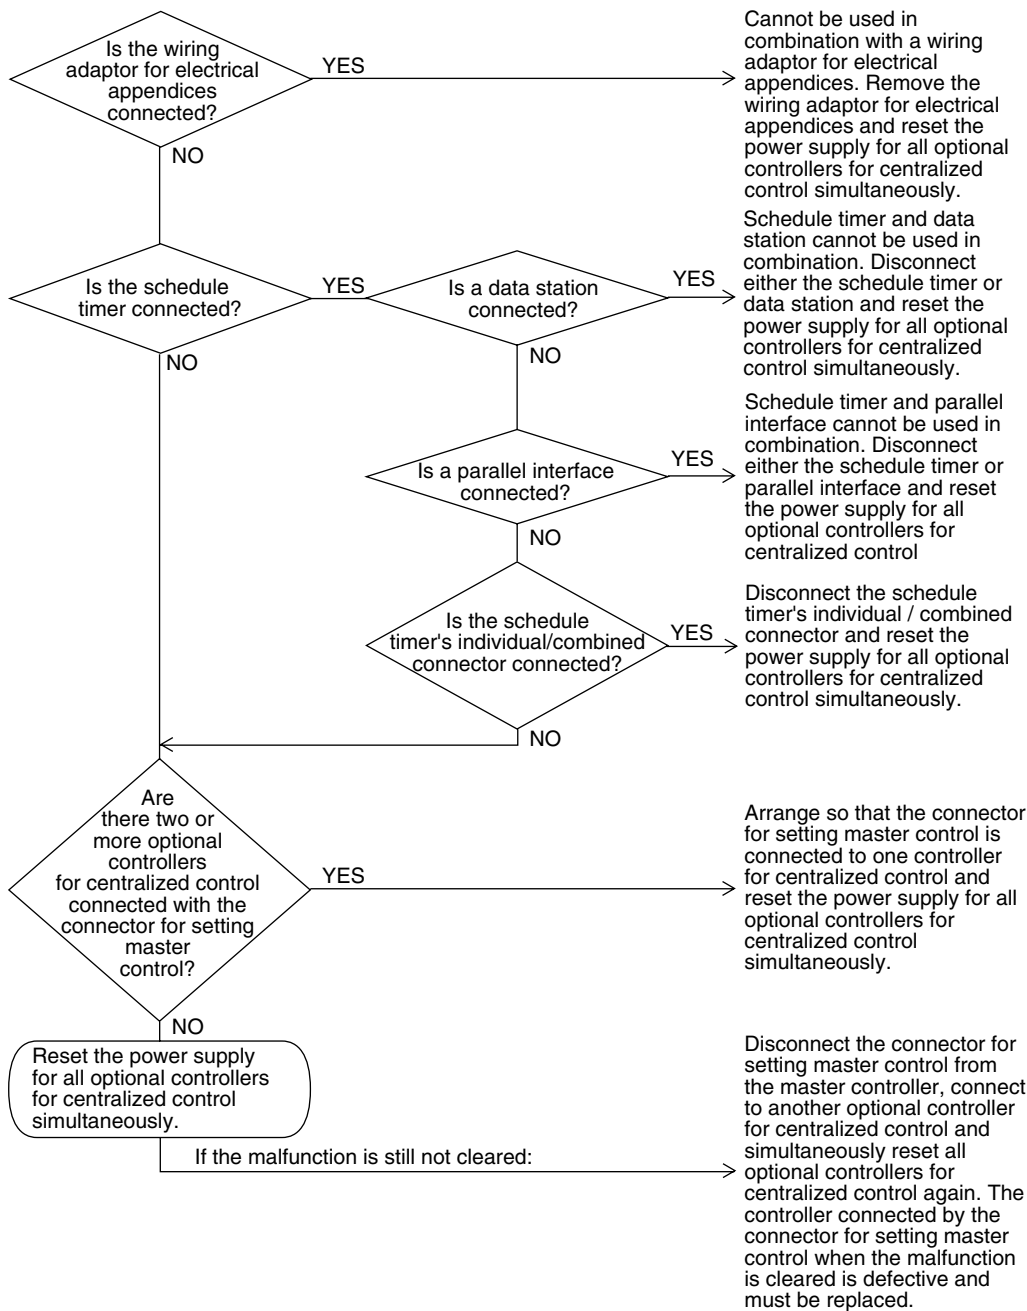 Is the wiring
adaptor for electrical
appendices
connected?
YES
Cannot be used in
combination with a wiring
adaptor for electrical
appendices. Remove the
wiring adaptor for electrical
appendices and reset the
power supply for all optional
controllers for centralized
control simultaneously.
NO
Is the schedule
timer connected?
YES
Is a data station
connected?
YES
Schedule timer and data
station cannot be used in
combination. Disconnect
either the schedule timer or
data station and reset the
power supply for all optional
controllers for centralized
control simultaneously.
NO
NO
Is a parallel interface
connected?
YES
Schedule timer and parallel
interface cannot be used in
combination. Disconnect
either the schedule timer or
parallel interface and reset
the power supply for all
optional controllers for
centralized control
NO
Is the schedule
timer's individual/combined
connector connected?
YES
Disconnect the schedule
timer's individual / combined
connector and reset the
power supply for all optional
controllers for centralized
control simultaneously.
NO
Are
there two or
more optional
controllers
for centralized control
connected with the
connector for setting
master
control?
YES
Arrange so that the connector
for setting master control is
connected to one controller
for centralized control and
reset the power supply for all
optional controllers for
centralized control
simultaneously.
NO
Reset the power supply
for all optional controllers
for centralized control
simultaneously.
If the malfunction is still not cleared:
Disconnect the connector for
setting master control from
the master controller, connect
to another optional controller
for centralized control and
simultaneously reset all
optional controllers for
centralized control again. The
controller connected by the
connector for setting master
control when the malfunction
is cleared is defective and
must be replaced.